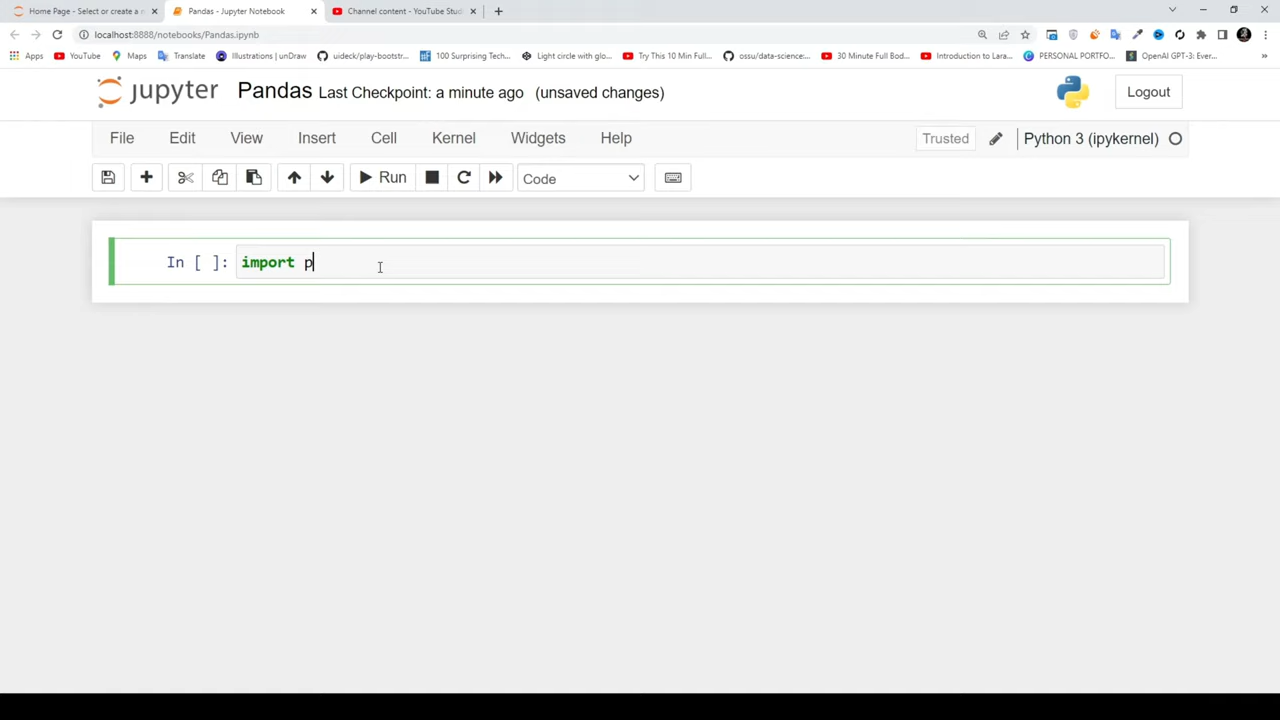 Home Page - Select or create a n
Pandas - Jupyter Notebook
Channel content - YouTube Stud
localhost:8888/notebooks/Pandas.ipynb
Apps YouTube Maps Translate Illustrations | unDraw uideck/play-bootstr... 100 Surprising Tech... Light circle with glo... Try This 10 Min Full... ossu/data-science:... 30 Minute Full Bod... Introduction to Lara... PERSONAL PORTFO... OpenAI GPT-3: Ever... »
jupyter Pandas Last Checkpoint: a minute ago (unsaved changes) Logout
File Edit View Insert Cell Kernel Widgets Help Trusted Python 3 (ipykernel)
Run Code
In [ ]: import p